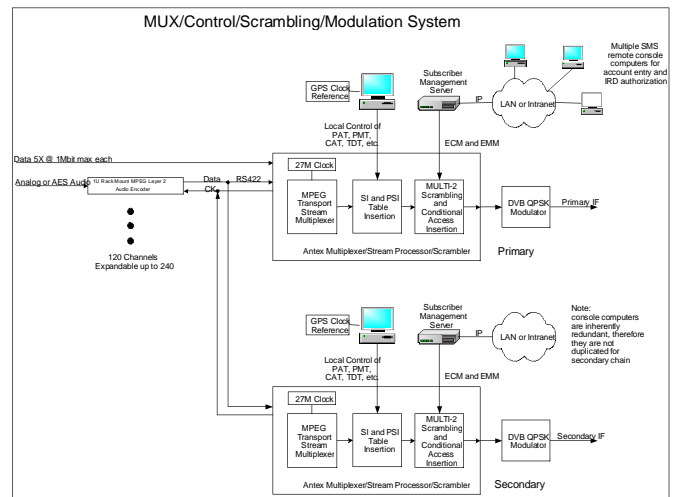 MUX/Control/Scrambling/Modulation System
Multiple SMS
remote console
computers for
account entry and
IRD authorization
GPS Clock
Reference
Subscriber
Management
Server
IP
LAN or Intranet
Local Control of
PAT, PMT,
CAT, TDT, etc.
ECM and EMM
Data 5X @ 1Mbit max each
Analog or AES Audio
1U Rack Mount MPEG Layer 2
Audio Encoder
Data
RS422
CK
27M Clock
MPEG
Transport
Stream
Multiplexer
SI and PSI
Table
Insertion
MULTI-2
Scrambling
and
Conditional
Access
Insertion
DVB QPSK
Modulator
Primary IF
Antex Multiplexer/Stream Processor/Scrambler
Primary
120 Channels
Expandable up to 240
GPS Clock
Reference
Subscriber
Management
Server
IP
LAN or Intranet
Note:
console computers
are inherently
redundant, therefore
they are not
duplicated for
secondary chain
Local Control of
PAT, PMT,
CAT, TDT, etc.
ECM and EMM
27M Clock
MPEG
Transport
Stream
Multiplexer
SI and PSI
Table
Insertion
MULTI-2
Scrambling
and
Conditional
Access
Insertion
DVB QPSK
Modulator
Secondary IF
Antex Multiplexer/Stream Processor/Scrambler
Secondary